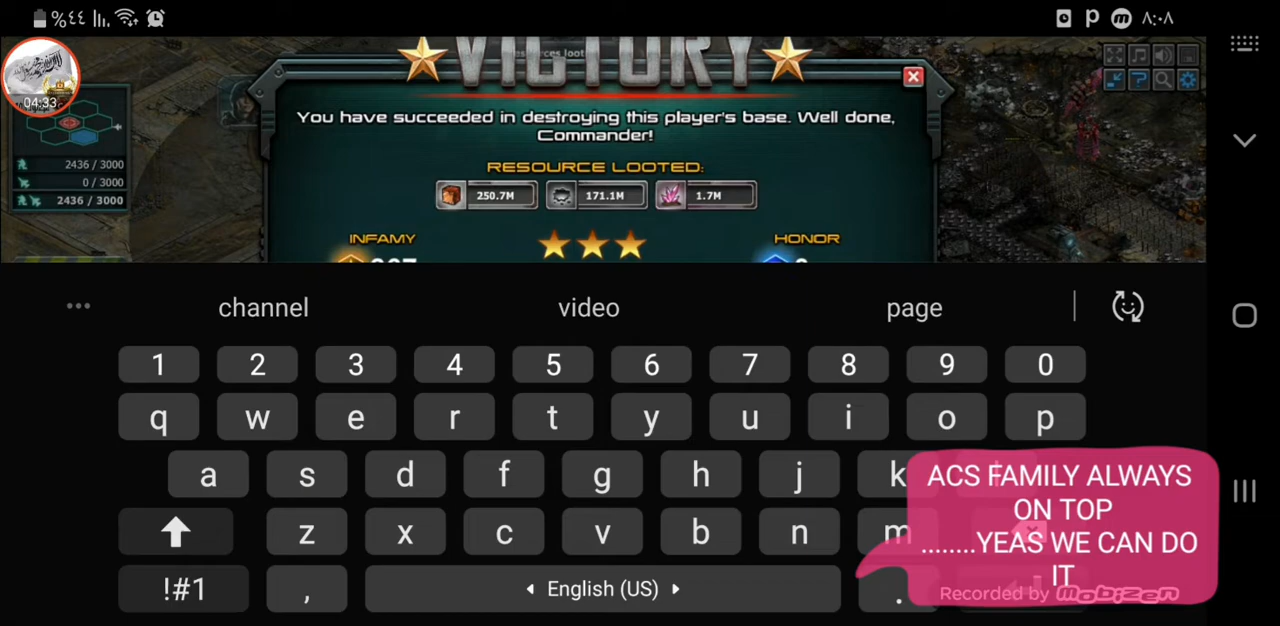 %٤٤
٨:٠٨
04:33
VICTORY
You have succeeded in destroying this player's base. Well done,
Commander!
RESOURCE LOOTED:
250.7M 171.1M 1.7M
2436 / 3000
0 / 3000
2436 / 3000
INFAMY HONOR
channel video page
1 2 3 4 5 6 7 8 9 0
q w e r t y u i o p
a s d f g h j k
z x c v b n m
!#1 , English (US) .
ACS FAMILY ALWAYS
ON TOP
........YEAS WE CAN DO
IT
Recorded by mobizen